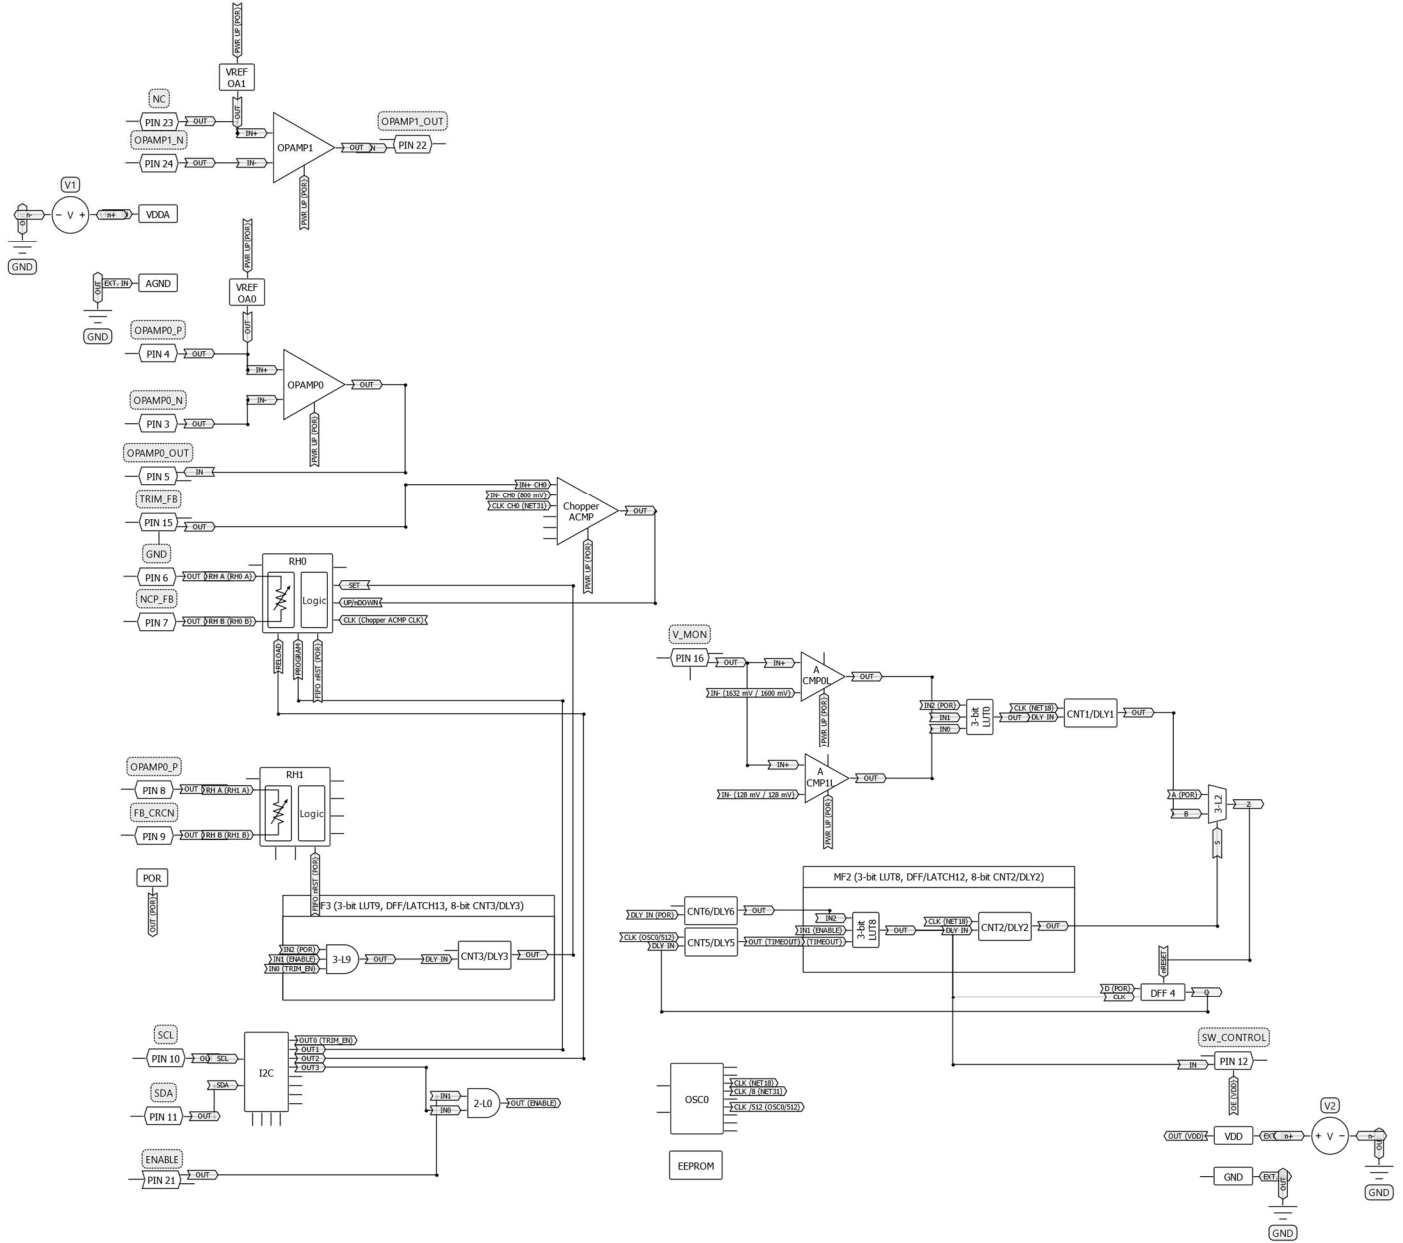 PWR UP (POR)
VREF
OA1
OUT
NC
PIN 23
OUT
IN+
OPAMP1_N
PIN 24
OUT
IN-
OPAMP1
OUT
PWR UP (POR)
OPAMP1_OUT
PIN 22
V1
n-
- V +
n+
VDDA
GND
PWR UP (POR)
VREF
OA0
OUT
OUT
EXT. IN
AGND
GND
OPAMP0_P
PIN 4
OUT
IN+
OPAMP0
OUT
OPAMP0_N
IN-
PIN 3
OUT
PWR UP (POR)
OPAMP0_OUT
PIN 5
IN
TRIM_FB
PIN 15
OUT
IN+ CH0
IN- CH0 (800 mV)
CLK CH0 (NET31)
Chopper
ACMP
OUT
PWR UP (POR)
GND
PIN 6
OUT
RH A (RH0 A)
NCP_FB
PIN 7
OUT
RH B (RH0 B)
RH0
Logic
SET
UP/nDOWN
CLK (Chopper ACMP CLK)
RELOAD
PROGRAM
FIFO nRST (POR)
V_MON
PIN 16
OUT
IN+
IN- (1632 mV / 1600 mV)
A
CMP0L
OUT
PWR UP (POR)
IN+
IN- (128 mV / 128 mV)
A
CMP1L
OUT
PWR UP (POR)
IN2 (POR)
IN1
IN0
3-bit
LUT0
OUT
CLK (NET18)
DLY IN
CNT1/DLY1
OUT
A (POR)
B
3-L2
Z
S
OPAMP0_P
PIN 8
OUT
RH A (RH1 A)
FB_CRCN
PIN 9
OUT
RH B (RH1 B)
RH1
Logic
FIFO nRST (POR)
POR
OUT (POR)
F3 (3-bit LUT9, DFF/LATCH13, 8-bit CNT3/DLY3)
IN2 (POR)
IN1 (ENABLE)
IN0 (TRIM_EN)
3-L9
OUT
DLY IN
CNT3/DLY3
OUT
MF2 (3-bit LUT8, DFF/LATCH12, 8-bit CNT2/DLY2)
DLY IN (POR)
CNT6/DLY6
OUT
CLK (OSC0/512)
DLY IN
CNT5/DLY5
OUT (TIMEOUT)
IN2
IN1 (ENABLE)
(TIMEOUT)
3-bit
LUT8
OUT
CLK (NET18)
DLY IN
CNT2/DLY2
OUT
nRESET
D (POR)
CLK
DFF 4
Q
SCL
PIN 10
SCL
SDA
PIN 11
OUT
SDA
I2C
OUT0 (TRIM_EN)
OUT1
OUT2
OUT3
IN1
IN0
2-L0
OUT (ENABLE)
ENABLE
PIN 21
OUT
OSC0
CLK (NET18)
CLK /8 (NET31)
CLK /512 (OSC0/512)
EEPROM
SW_CONTROL
IN
PIN 12
OE (VDD)
OUT (VDD)
VDD
n+
V2
+ V -
n-
GND
GND
OUT
GND